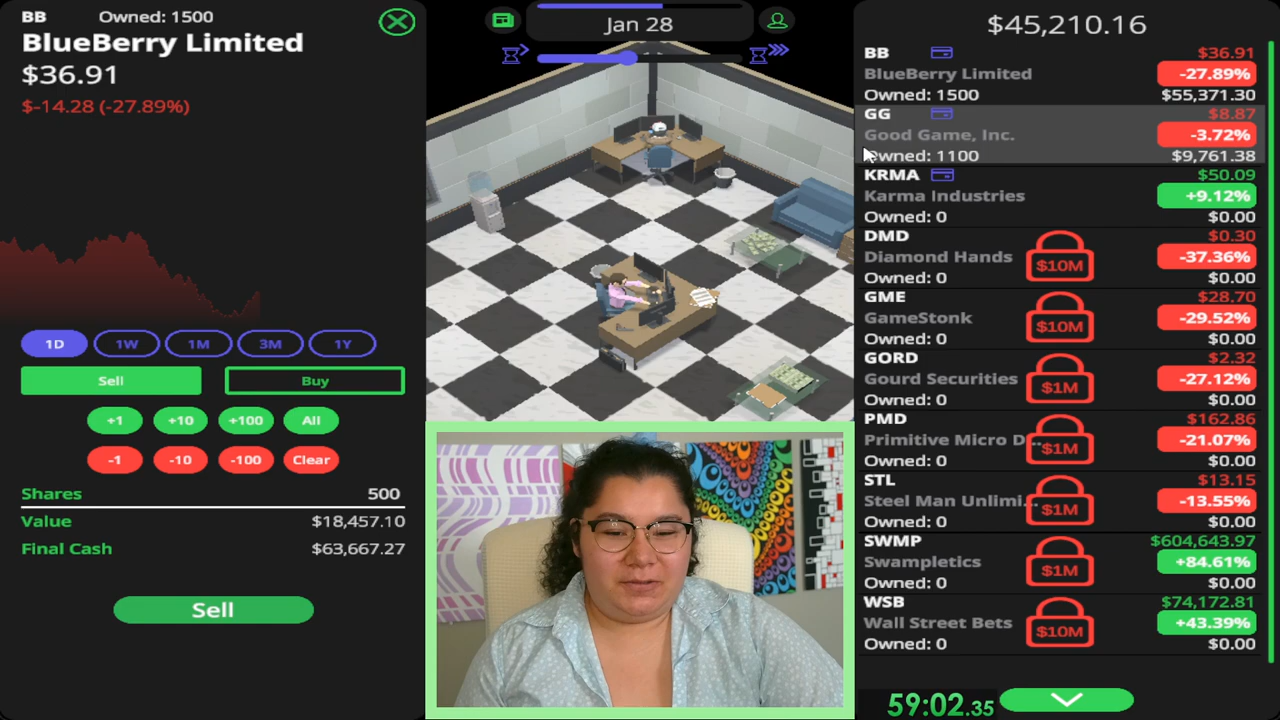 BB Owned: 1500
BlueBerry Limited
$36.91
$-14.28 (-27.89%)
1D 1W 1M 3M 1Y
Sell Buy
+1 +10 +100 All
-1 -10 -100 Clear
Shares 500
Value $18,457.10
Final Cash $63,667.27
Sell
Jan 28
$45,210.16
BB $36.91
BlueBerry Limited -27.89%
Owned: 1500 $55,371.30
GG $8.87
Good Game, Inc. -3.72%
Owned: 1100 $9,761.38
KRMA $50.09
Karma Industries +9.12%
Owned: 0 $0.00
DMD $0.30
Diamond Hands $10M -37.36%
Owned: 0 $0.00
GME $28.70
GameStonk $10M -29.52%
Owned: 0 $0.00
GORD $2.32
Gourd Securities $1M -27.12%
Owned: 0 $0.00
PMD $162.86
Primitive Micro D... $1M -21.07%
Owned: 0 $0.00
STL $13.15
Steel Man Unlimi... $1M -13.55%
Owned: 0 $0.00
SWMP $604,643.97
Swampletics $1M +84.61%
Owned: 0 $0.00
WSB $74,172.81
Wall Street Bets $10M +43.39%
Owned: 0 $0.00
59:02.35